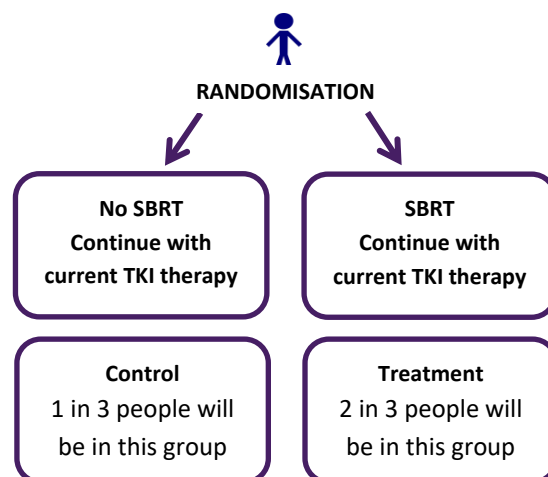 RANDOMISATION
No SBRT
Continue with
current TKI therapy
SBRT
Continue with
current TKI therapy
Control
1 in 3 people will
be in this group
Treatment
2 in 3 people will
be in this group